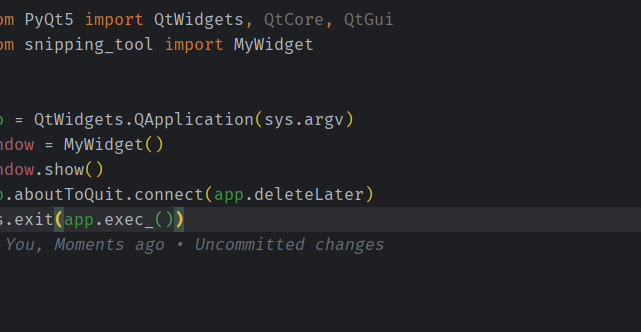 om PyQt5 import QtWidgets, QtCore, QtGui
om snipping_tool import MyWidget
p = QtWidgets.QApplication(sys.argv)
ndow = MyWidget()
ndow.show()
p.aboutToQuit.connect(app.deleteLater)
s.exit(app.exec_())
You, Moments ago • Uncommitted changes